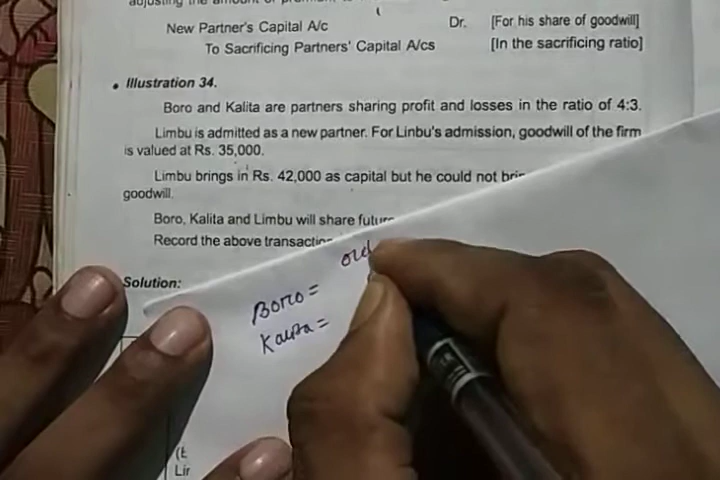 New Partner's Capital A/c Dr. [For his share of goodwill]
To Sacrificing Partners' Capital A/cs [In the sacrificing ratio]
• Illustration 34.
Boro and Kalita are partners sharing profit and losses in the ratio of 4:3.
Limbu is admitted as a new partner. For Linbu's admission, goodwill of the firm
is valued at Rs. 35,000.
Limbu brings in Rs. 42,000 as capital but he could not
goodwill.
Boro, Kalita and Limbu will share
Record the above
Solution:
old
Boro =
Kalita =